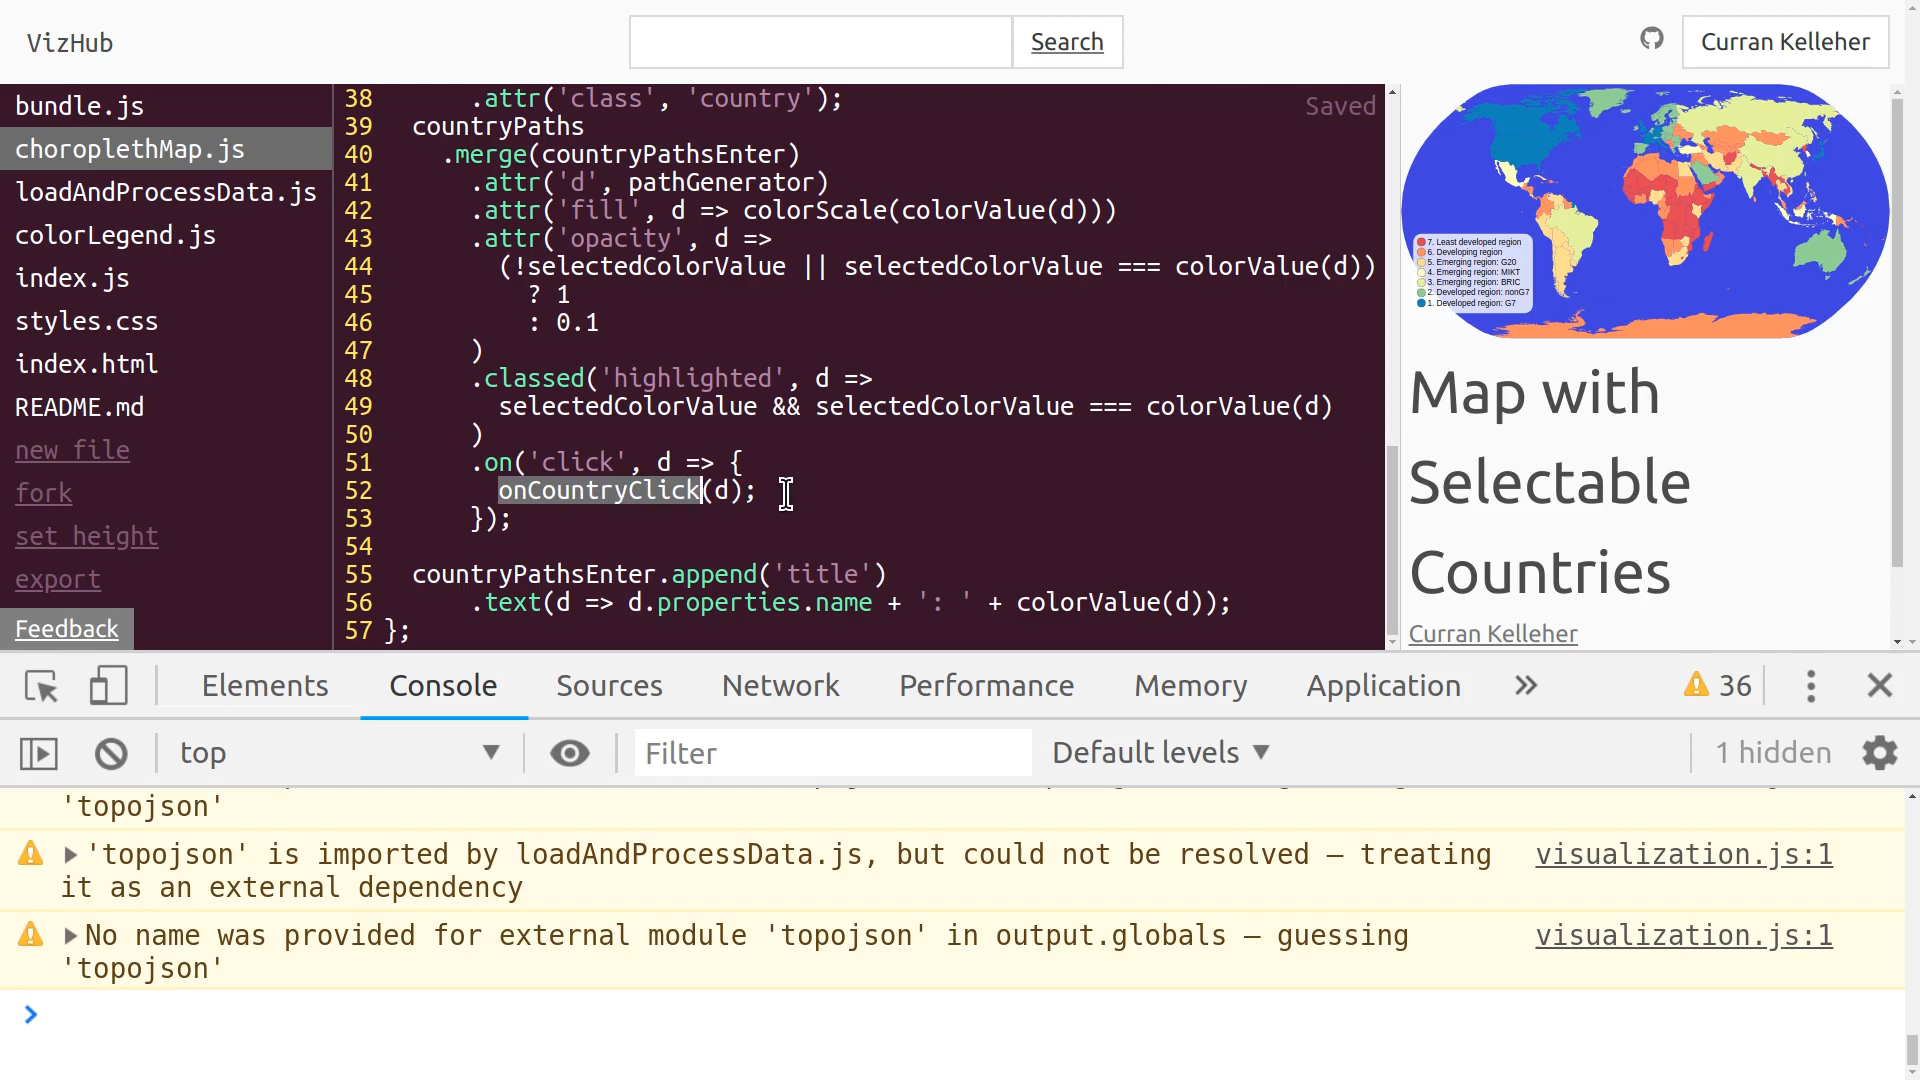 VizHub
Search
Curran Kelleher
bundle.js
choroplethMap.js
loadAndProcessData.js
colorLegend.js
index.js
styles.css
index.html
README.md
new file
fork
set height
export
Feedback
Saved
38 .attr('class', 'country');
39 countryPaths
40 .merge(countryPathsEnter)
41 .attr('d', pathGenerator)
42 .attr('fill', d => colorScale(colorValue(d)))
43 .attr('opacity', d =>
44 (!selectedColorValue || selectedColorValue === colorValue(d))
45 ? 1
46 : 0.1
47 )
48 .classed('highlighted', d =>
49 selectedColorValue && selectedColorValue === colorValue(d)
50 )
51 .on('click', d => {
52 onCountryClick(d);
53 });
54
55 countryPathsEnter.append('title')
56 .text(d => d.properties.name + ': ' + colorValue(d));
57 };
7. Least developed region
6. Developing region
5. Emerging region: G20
4. Emerging region: MIKT
3. Emerging region: BRIC
2. Developed region: nonG7
1. Developed region: G7
Map with
Selectable
Countries
Curran Kelleher
Elements
Console
Sources
Network
Performance
Memory
Application
»
36
top
Filter
Default levels
1 hidden
'topojson'
'topojson' is imported by loadAndProcessData.js, but could not be resolved – treating
it as an external dependency
visualization.js:1
No name was provided for external module 'topojson' in output.globals – guessing
'topojson'
visualization.js:1